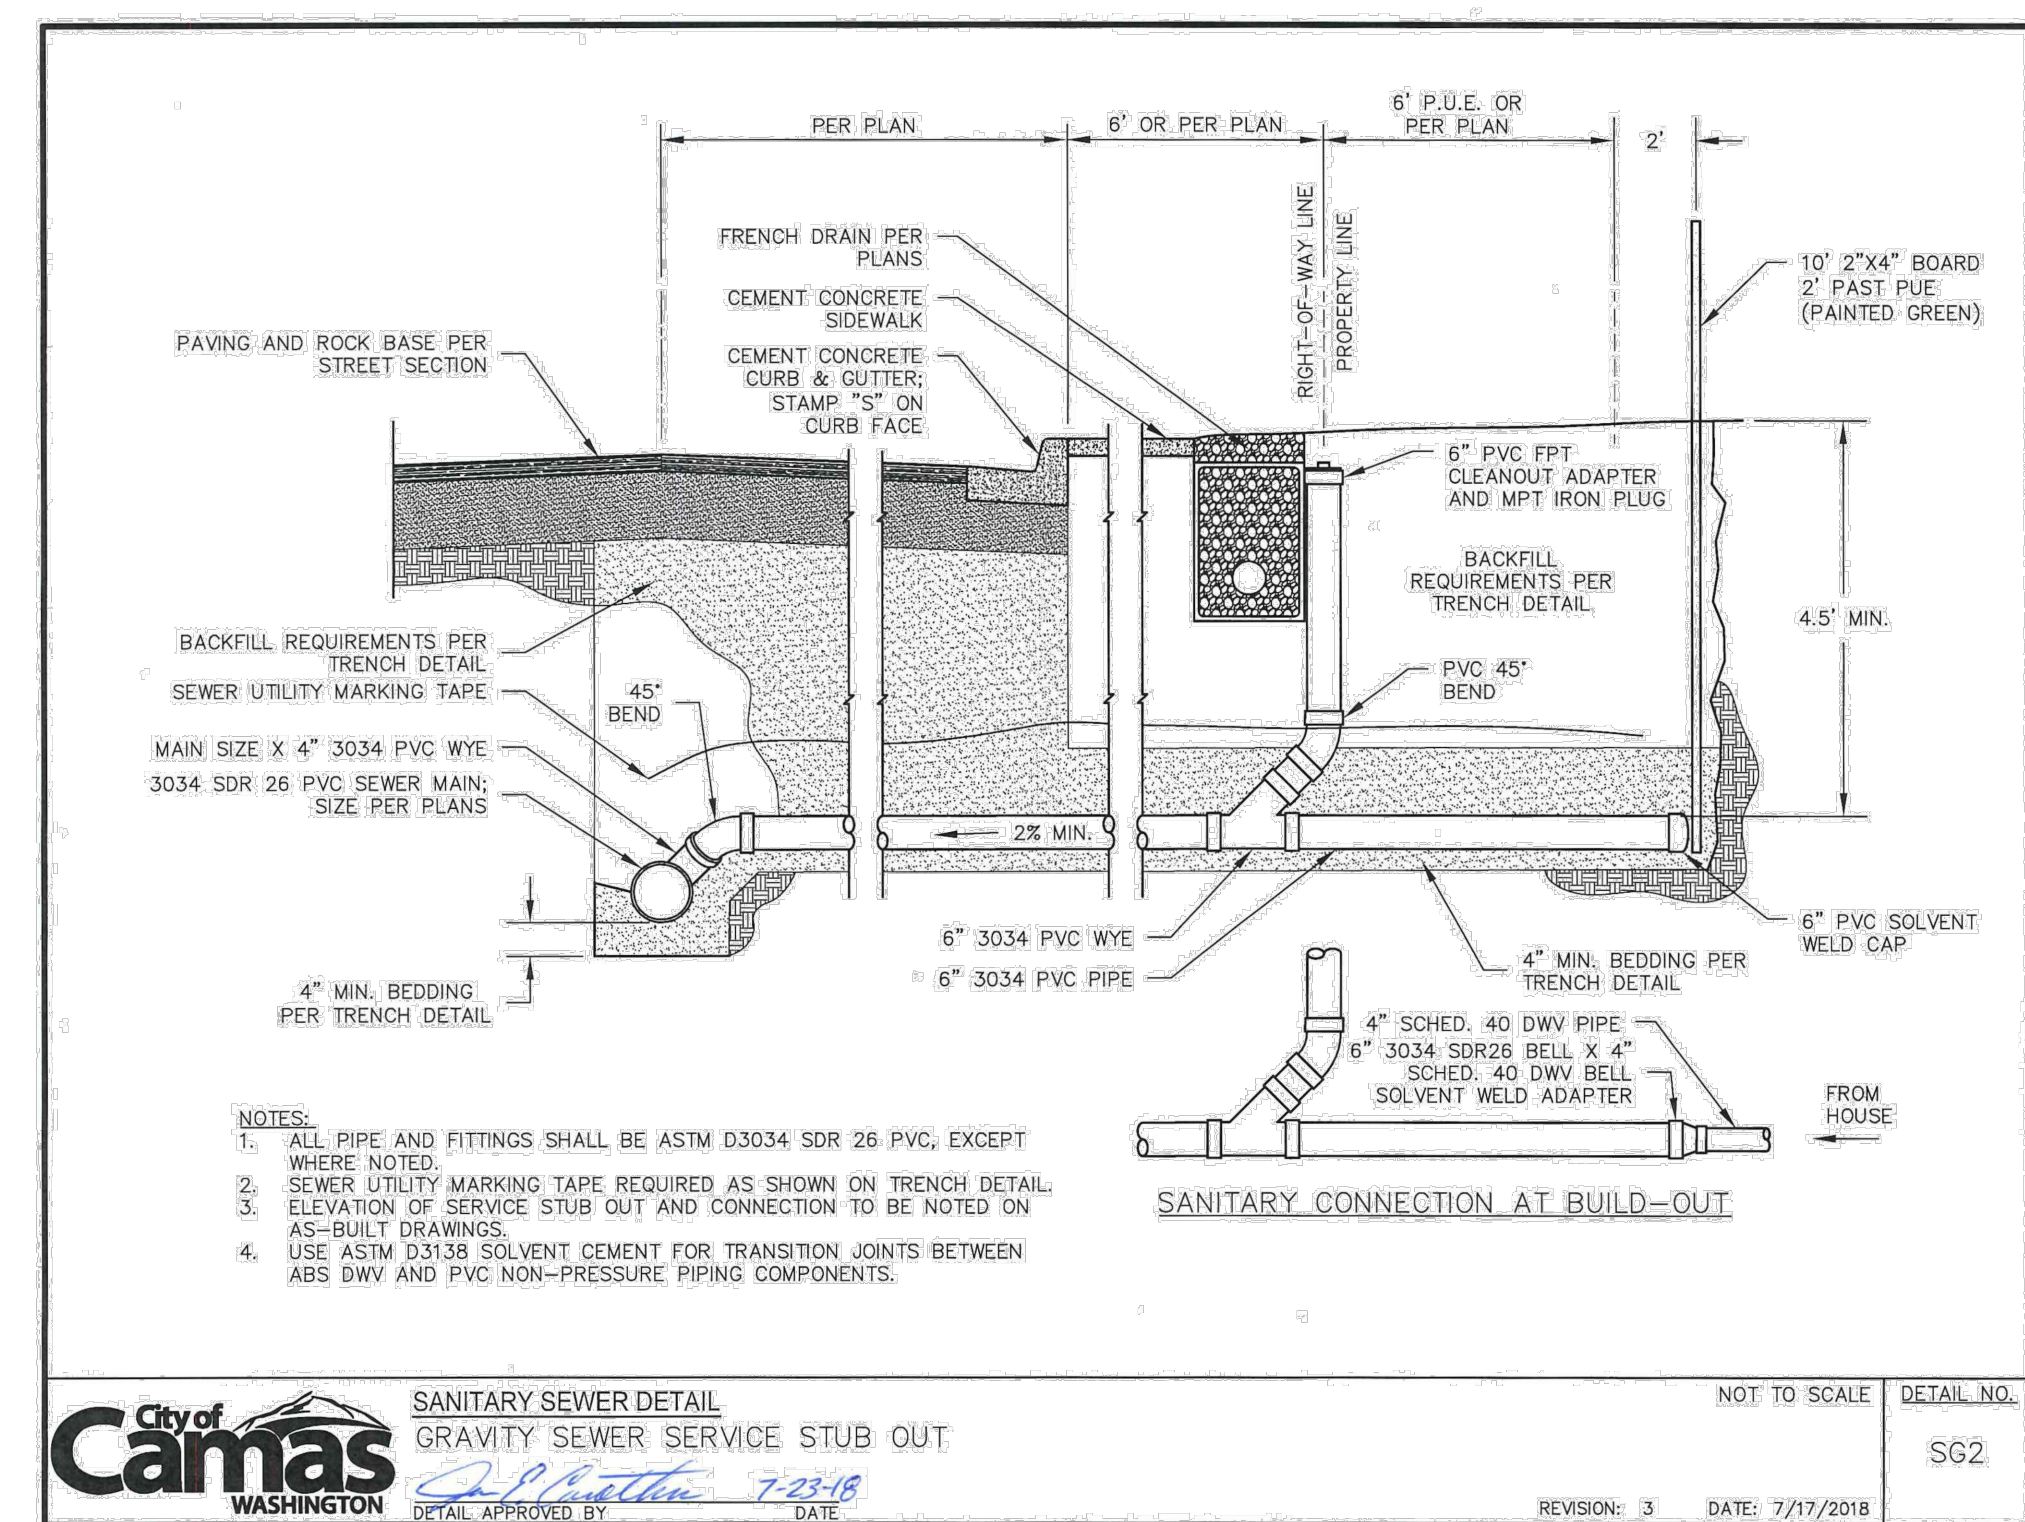 PER PLAN
6' OR PER PLAN
6' P.U.E. OR
PER PLAN
2'
RIGHT-OF-WAY LINE
PROPERTY LINE
FRENCH DRAIN PER
PLANS
CEMENT CONCRETE
SIDEWALK
CEMENT CONCRETE
CURB & GUTTER;
STAMP "S" ON
CURB FACE
PAVING AND ROCK BASE PER
STREET SECTION
10' 2"X4" BOARD
2' PAST PUE
(PAINTED GREEN)
6" PVC FPT
CLEANOUT ADAPTER
AND MPT IRON PLUG
BACKFILL
REQUIREMENTS PER
TRENCH DETAIL
4.5' MIN.
BACKFILL REQUIREMENTS PER
TRENCH DETAIL
SEWER UTILITY MARKING TAPE
45°
BEND
PVC 45°
BEND
MAIN SIZE X 4" 3034 PVC WYE
3034 SDR 26 PVC SEWER MAIN;
SIZE PER PLANS
2% MIN.
6" 3034 PVC WYE
6" 3034 PVC PIPE
6" PVC SOLVENT
WELD CAP
4" MIN. BEDDING PER
TRENCH DETAIL
4" MIN. BEDDING
PER TRENCH DETAIL
4" SCHED. 40 DWV PIPE
6" 3034 SDR26 BELL X 4"
SCHED. 40 DWV BELL
SOLVENT WELD ADAPTER
FROM
HOUSE
SANITARY CONNECTION AT BUILD-OUT
NOTES:
1. ALL PIPE AND FITTINGS SHALL BE ASTM D3034 SDR 26 PVC, EXCEPT
WHERE NOTED.
2. SEWER UTILITY MARKING TAPE REQUIRED AS SHOWN ON TRENCH DETAIL.
3. ELEVATION OF SERVICE STUB OUT AND CONNECTION TO BE NOTED ON
AS-BUILT DRAWINGS.
4. USE ASTM D3138 SOLVENT CEMENT FOR TRANSITION JOINTS BETWEEN
ABS DWV AND PVC NON-PRESSURE PIPING COMPONENTS.
City of
Camas
WASHINGTON
SANITARY SEWER DETAIL
GRAVITY SEWER SERVICE STUB OUT
7-23-18
DETAIL APPROVED BY DATE
NOT TO SCALE
REVISION: 3 DATE: 7/17/2018
DETAIL NO.
SG2